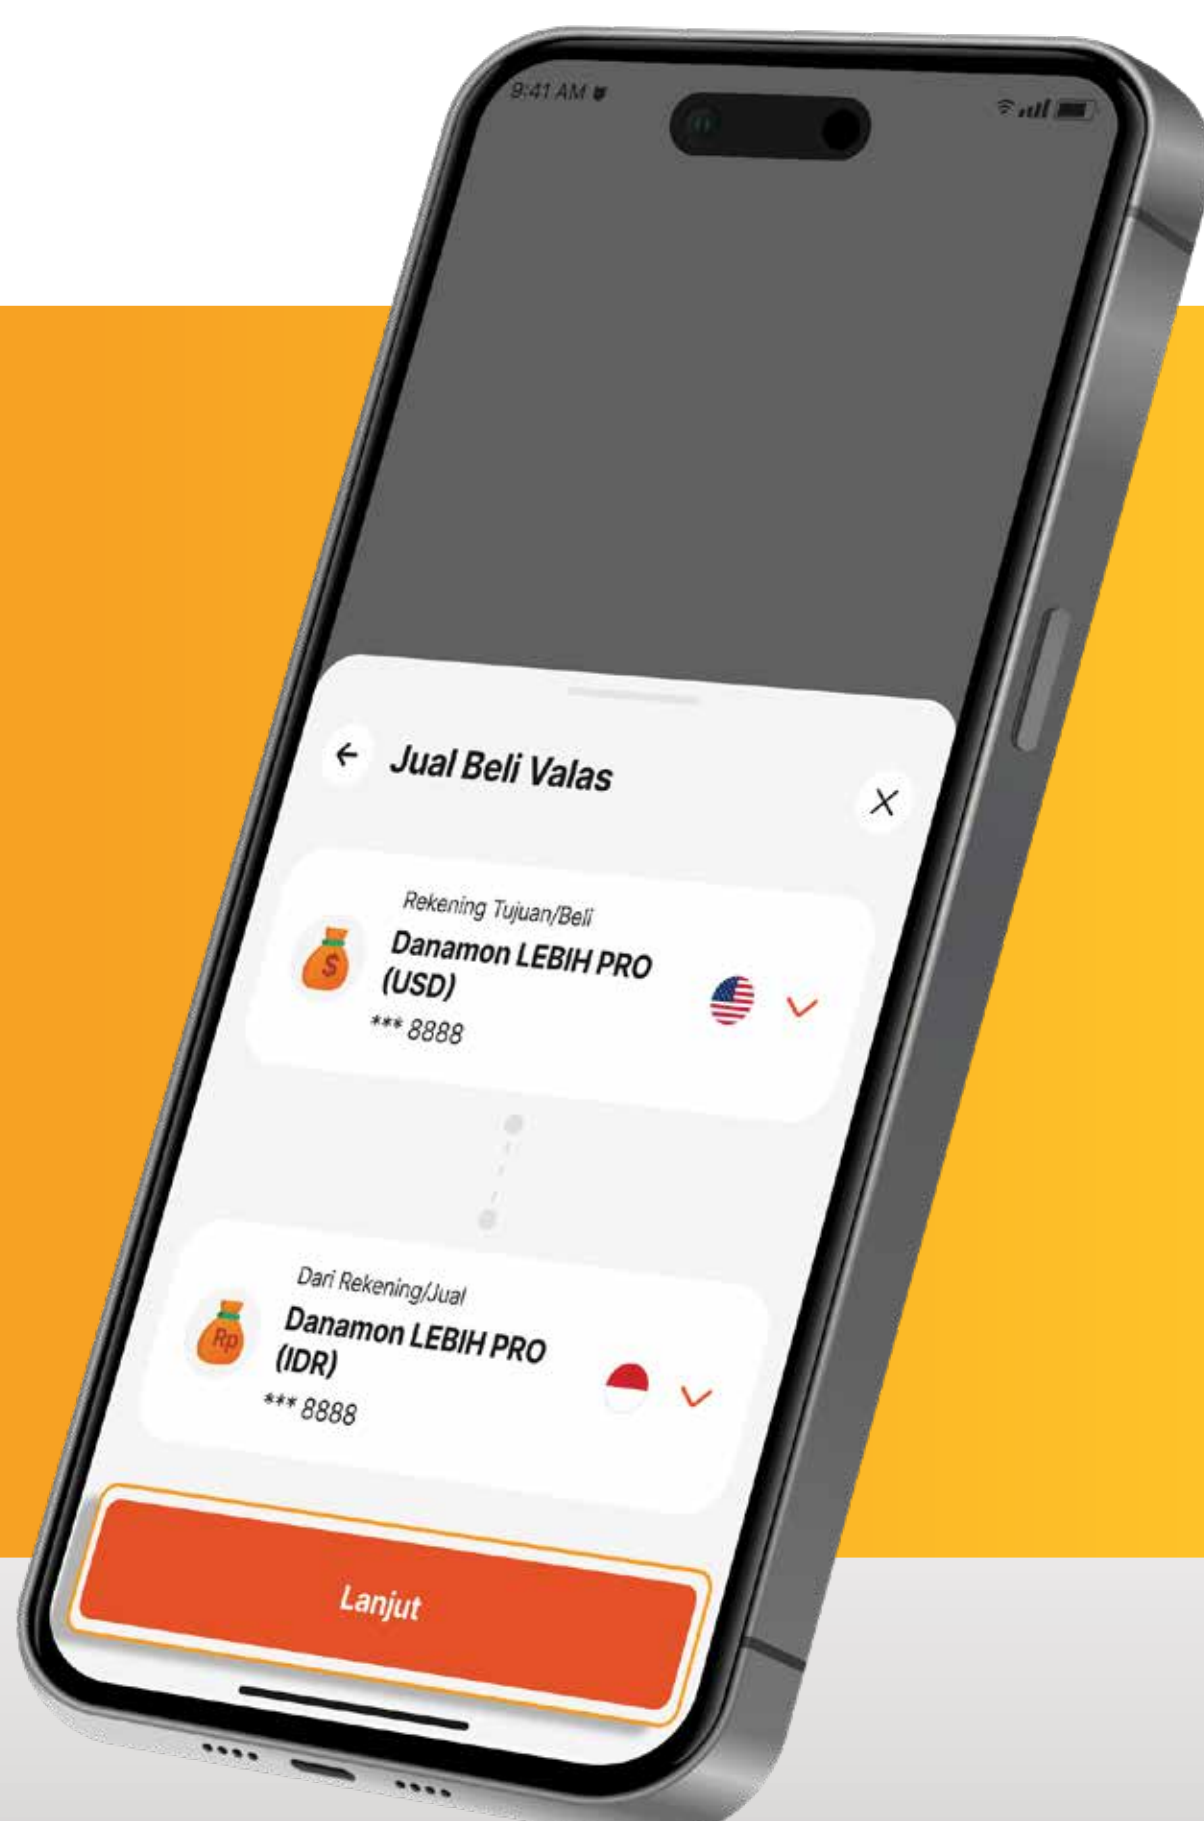 9:41 AM
Jual Beli Valas
Rekening Tujuan/Beli
$
Danamon LEBIH PRO
(USD)
*** 8888
Dari Rekening/Jual
Rp
Danamon LEBIH PRO
(IDR)
*** 8888
Lanjut